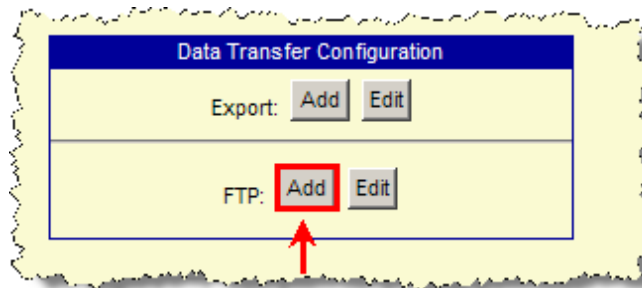 Data Transfer Configuration
Export: Add Edit
FTP: Add Edit